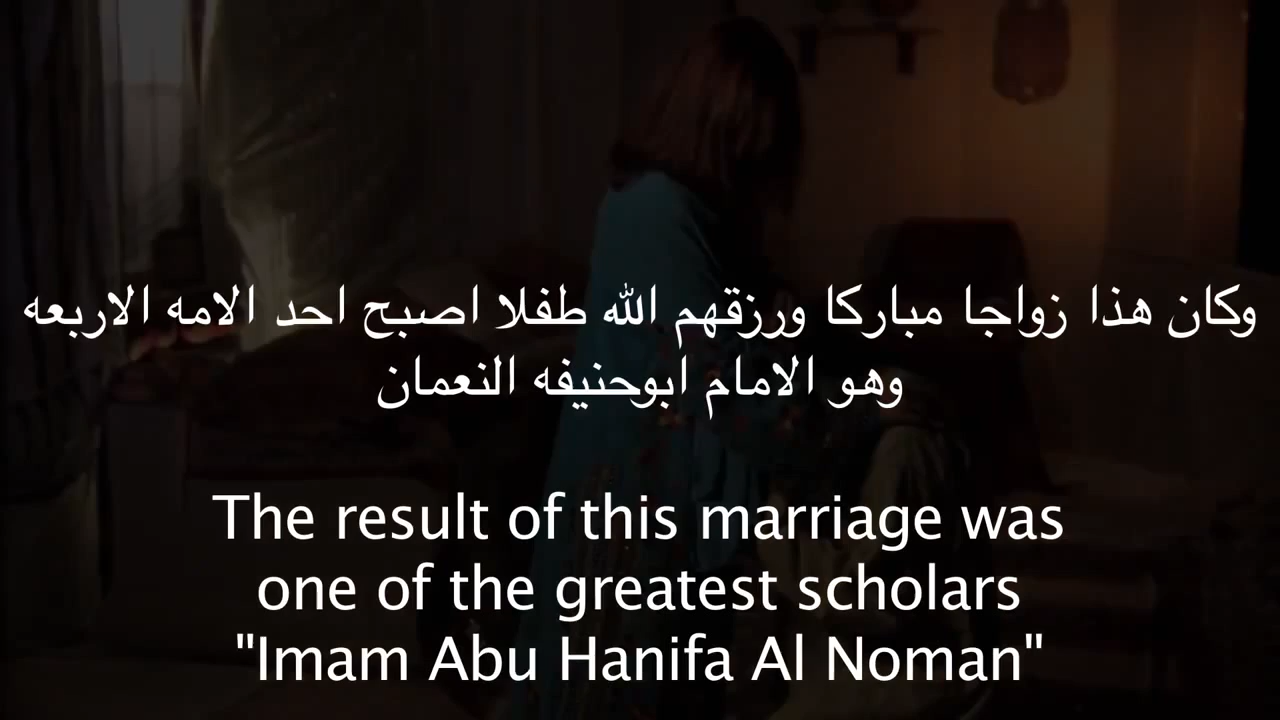 وكان هذا زواجا مباركا ورزقهم الله طفلا اصبح احد الامه الاربعه
وهو الامام ابوحنيفه النعمان
The result of this marriage was
one of the greatest scholars
"Imam Abu Hanifa Al Noman"